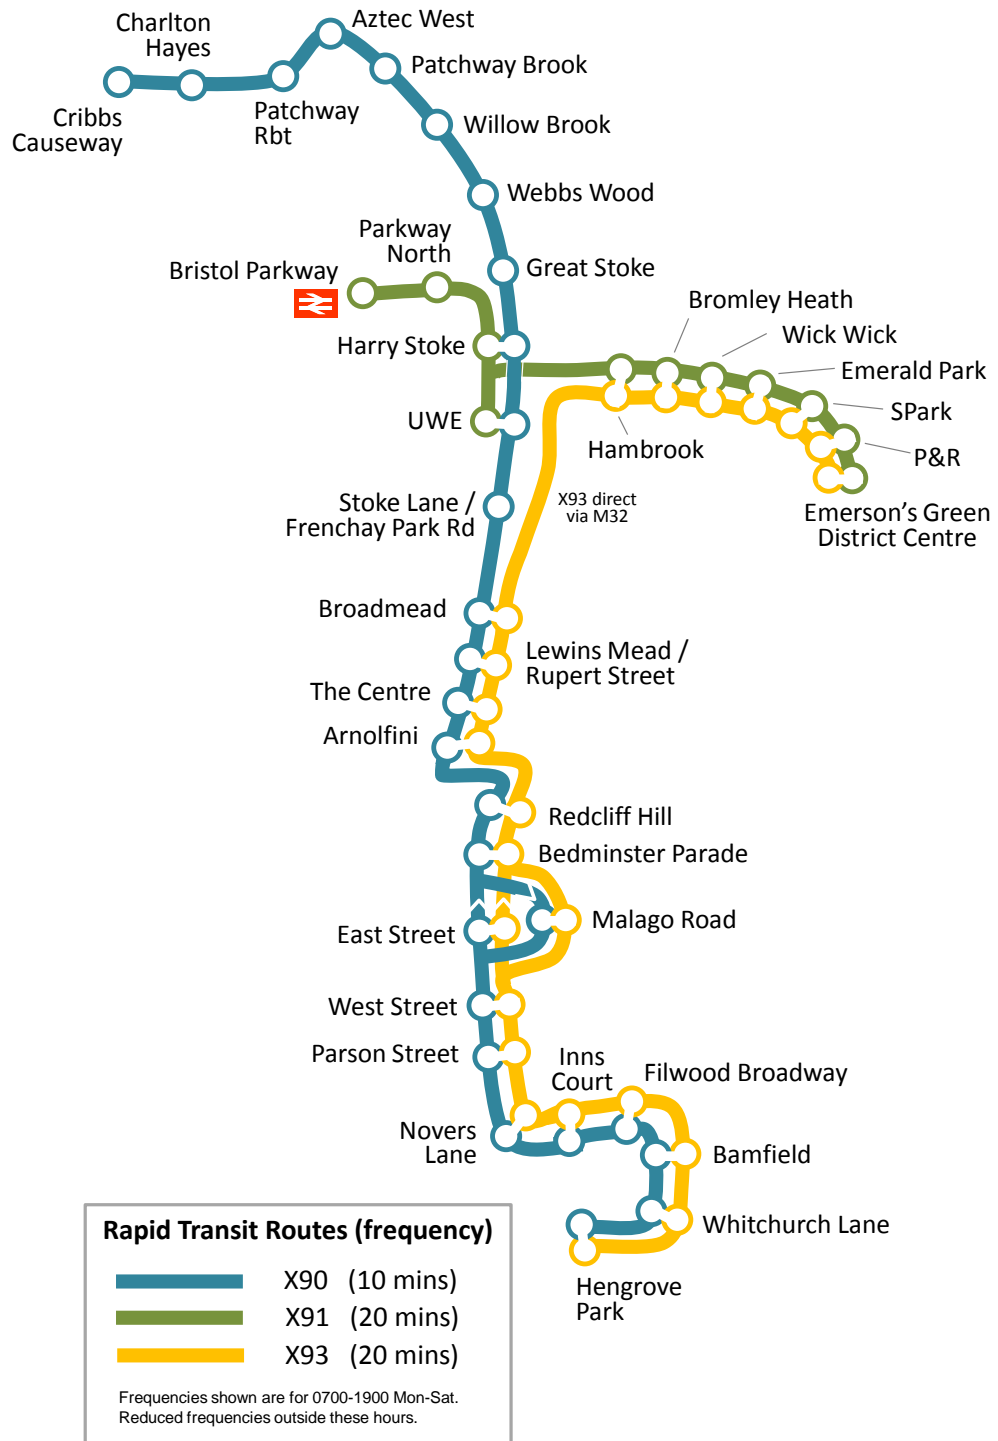 Aztec West
Charlton
Hayes
Patchway Brook
Cribbs
Causeway
Patchway
Rbt
Willow Brook
Webbs Wood
Parkway
North
Bristol Parkway
Great Stoke
Bromley Heath
Wick Wick
Harry Stoke
Emerald Park
SPark
UWE
Hambrook
P&R
Stoke Lane /
Frenchay Park Rd
X93 direct
via M32
Emerson's Green
District Centre
Broadmead
Lewins Mead /
Rupert Street
The Centre
Arnolfini
Redcliff Hill
Bedminster Parade
Malago Road
East Street
West Street
Parson Street
Inns
Court
Filwood Broadway
Novers
Lane
Bamfield
Whitchurch Lane
Hengrove
Park
Rapid Transit Routes (frequency)
X90 (10 mins)
X91 (20 mins)
X93 (20 mins)
Frequencies shown are for 0700-1900 Mon-Sat.
Reduced frequencies outside these hours.